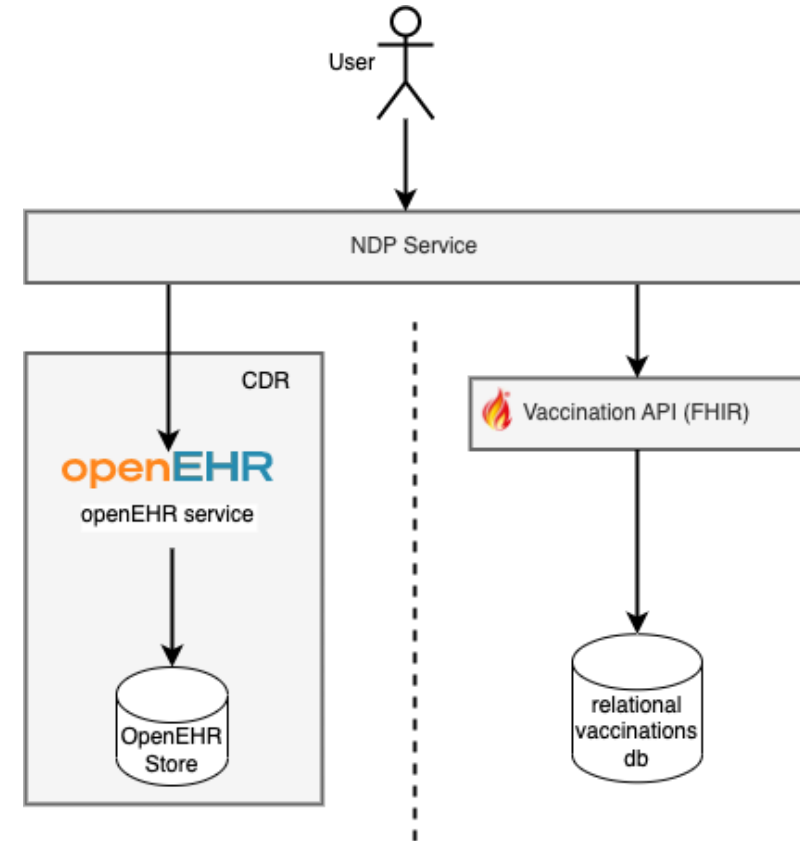 User
NDP Service
CDR
openEHR
openEHR service
OpenEHR
Store
Vaccination API (FHIR)
relational
vaccinations
db